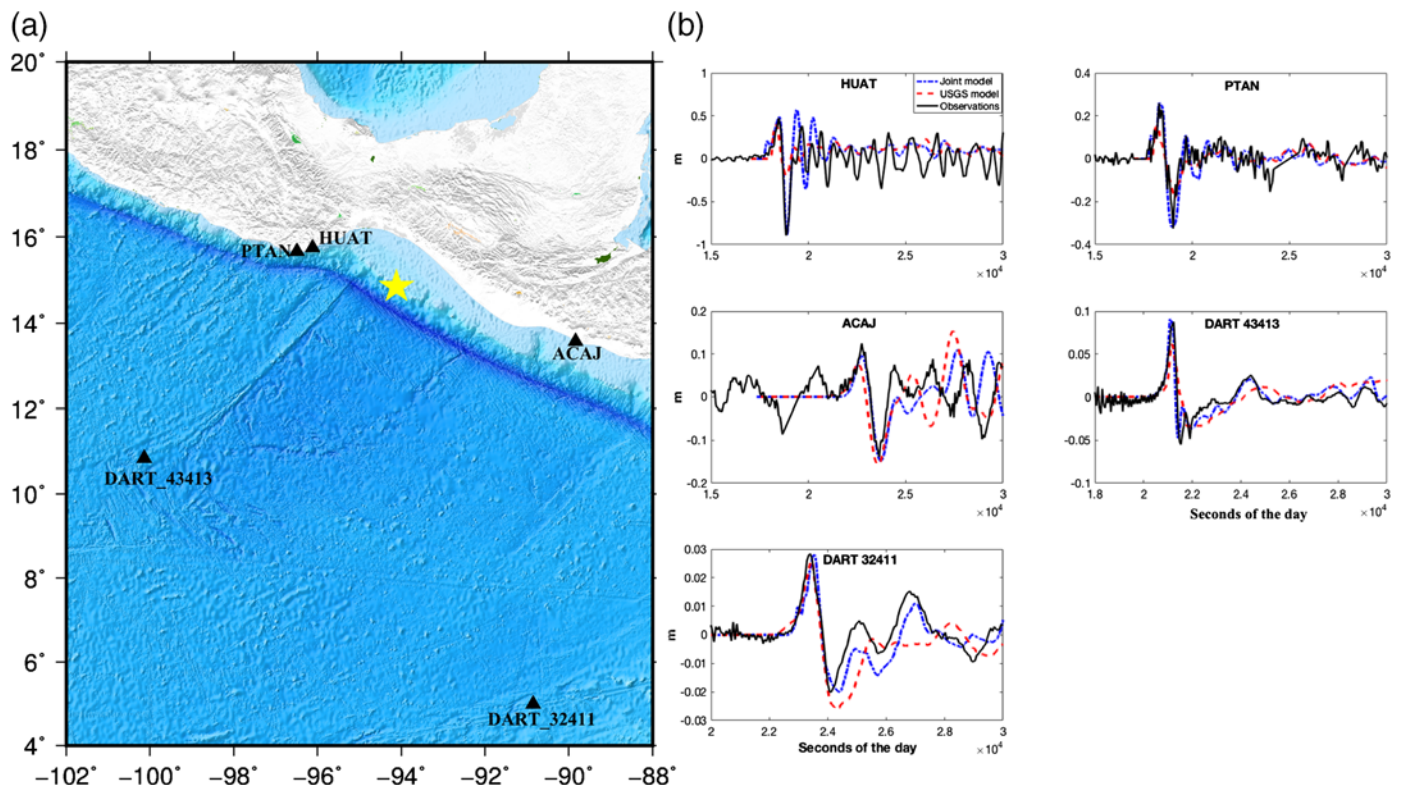 (a)
20°
18°
16°
14°
12°
10°
8°
6°
4°
−102° −100° −98° −96° −94° −92° −90° −88°
PTAN
HUAT
ACAJ
DART_43413
DART_32411
(b)
HUAT
Joint model
USGS model
Observations
1
0.5
0
-0.5
-1
m
1.5 2 2.5 3
×10⁴
PTAN
0.4
0.2
0
-0.2
-0.4
1.5 2 2.5 3
×10⁴
ACAJ
0.2
0.1
0
-0.1
-0.2
m
1.5 2 2.5 3
×10⁴
DART 43413
0.1
0.05
0
-0.05
-0.1
1.8 2 2.2 2.4 2.6 2.8 3
×10⁴
Seconds of the day
DART 32411
0.03
0.02
0.01
0
-0.01
-0.02
-0.03
m
2 2.2 2.4 2.6 2.8 3
×10⁴
Seconds of the day